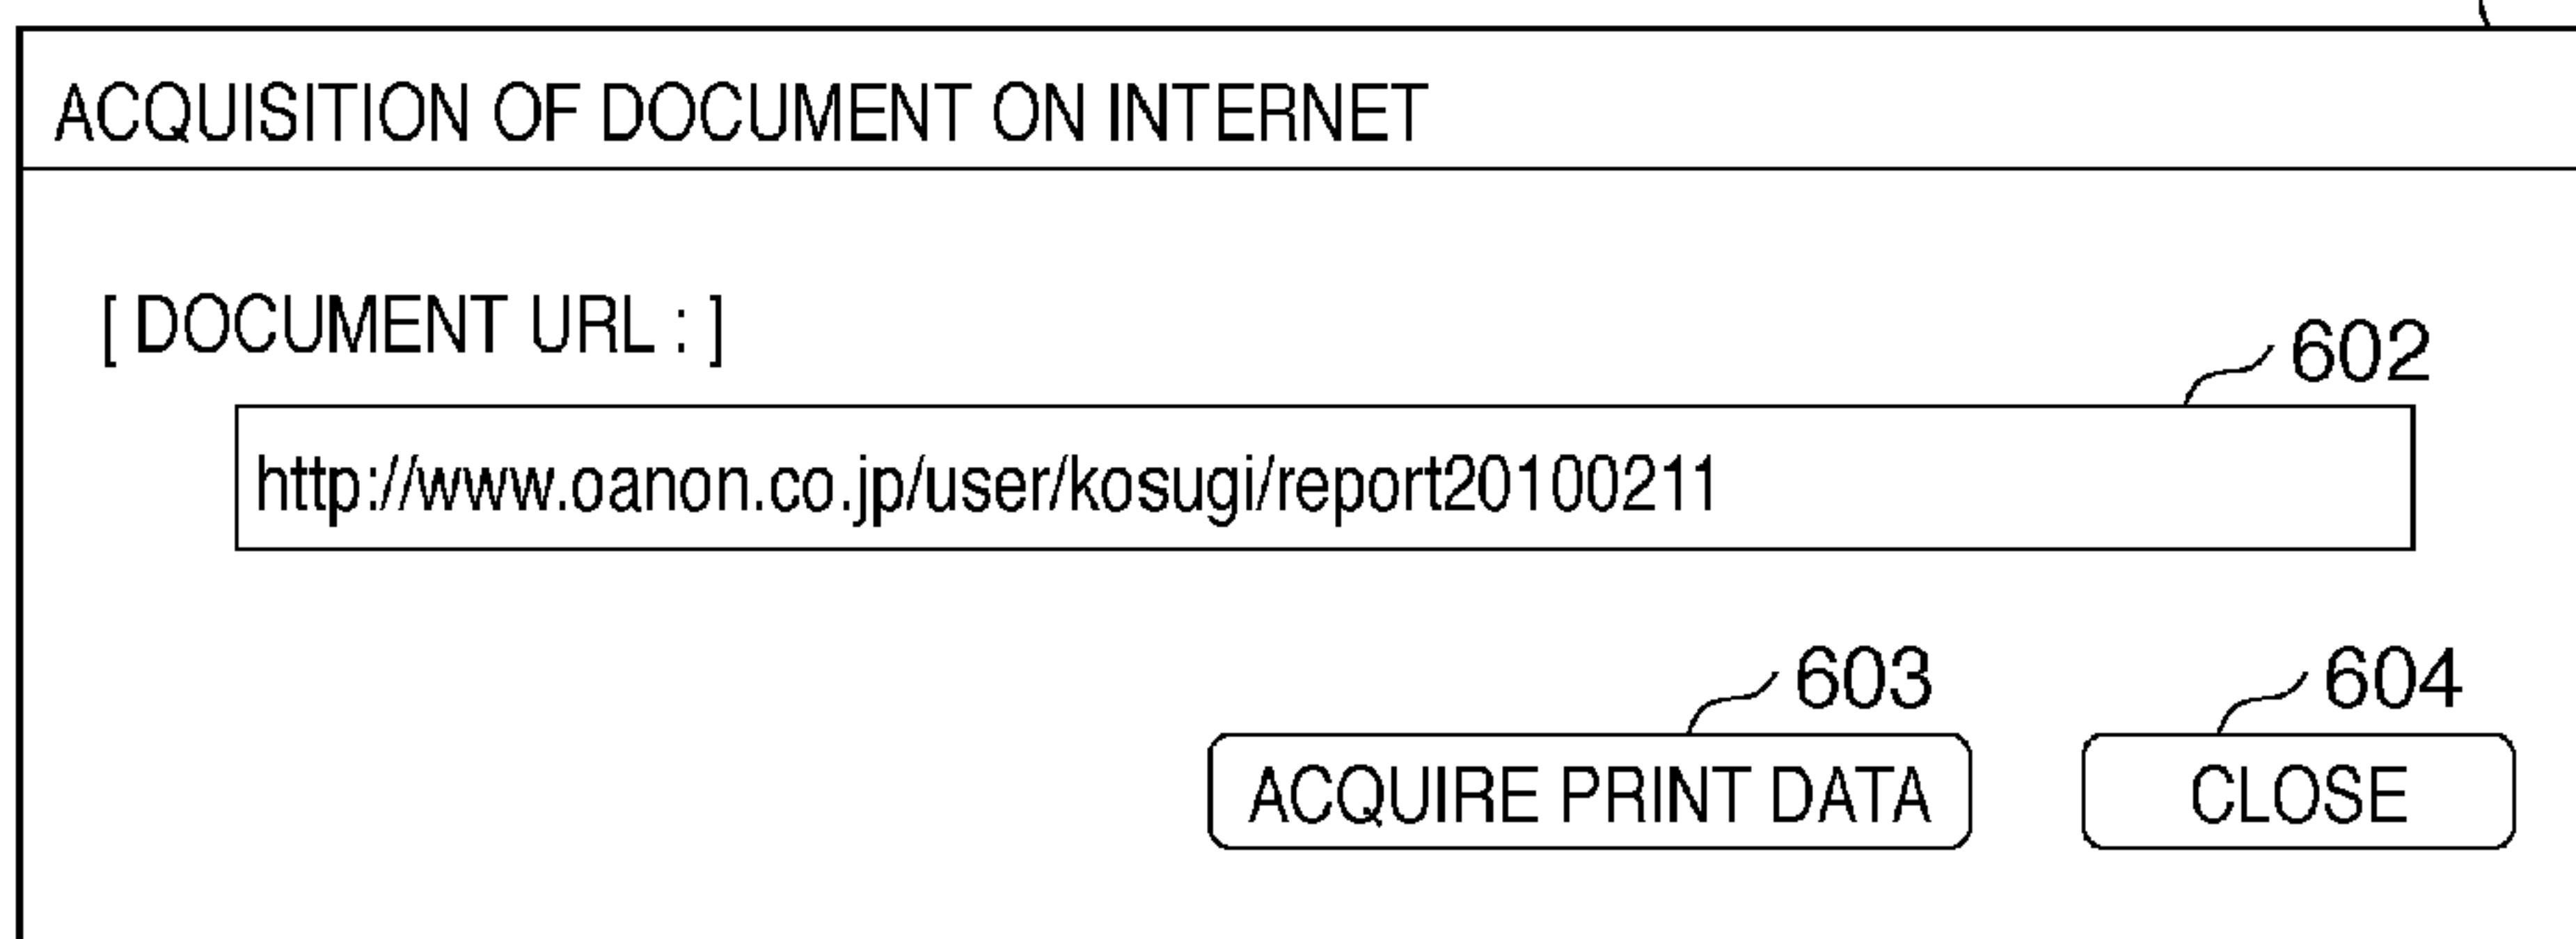 ACQUISITION OF DOCUMENT ON INTERNET
[ DOCUMENT URL : ]
602
http://www.oanon.co.jp/user/kosugi/report20100211
603 604
ACQUIRE PRINT DATA CLOSE